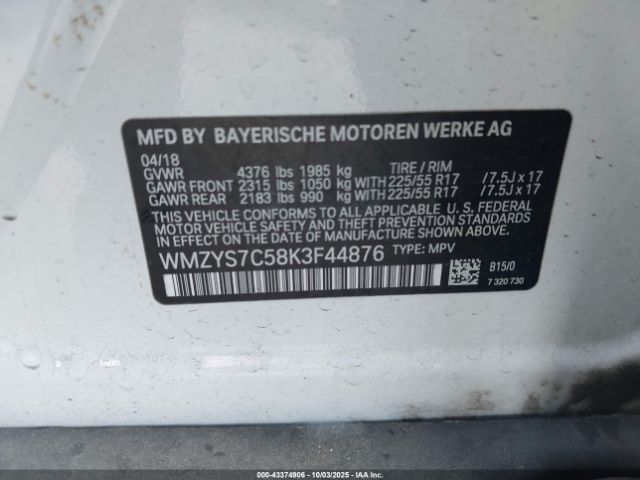 MFD BY BAYERISCHE MOTOREN WERKE AG
04/18
GVWR 4376 lbs 1985 kg TIRE / RIM
GAWR FRONT 2315 lbs 1050 kg WITH 225/55 R17 /7.5J x 17
GAWR REAR 2183 lbs 990 kg WITH 225/55 R17 /7.5J x 17
THIS VEHICLE CONFORMS TO ALL APPLICABLE U.S. FEDERAL
MOTOR VEHICLE SAFETY AND THEFT PREVENTION STANDARDS
IN EFFECT ON THE DATE OF MANUFACTURE SHOWN ABOVE.
WMZYS7C58K3F44876 TYPE: MPV
B15/0
7 320 730
00-43374906 - 10/03/2025 - IAAI.COM